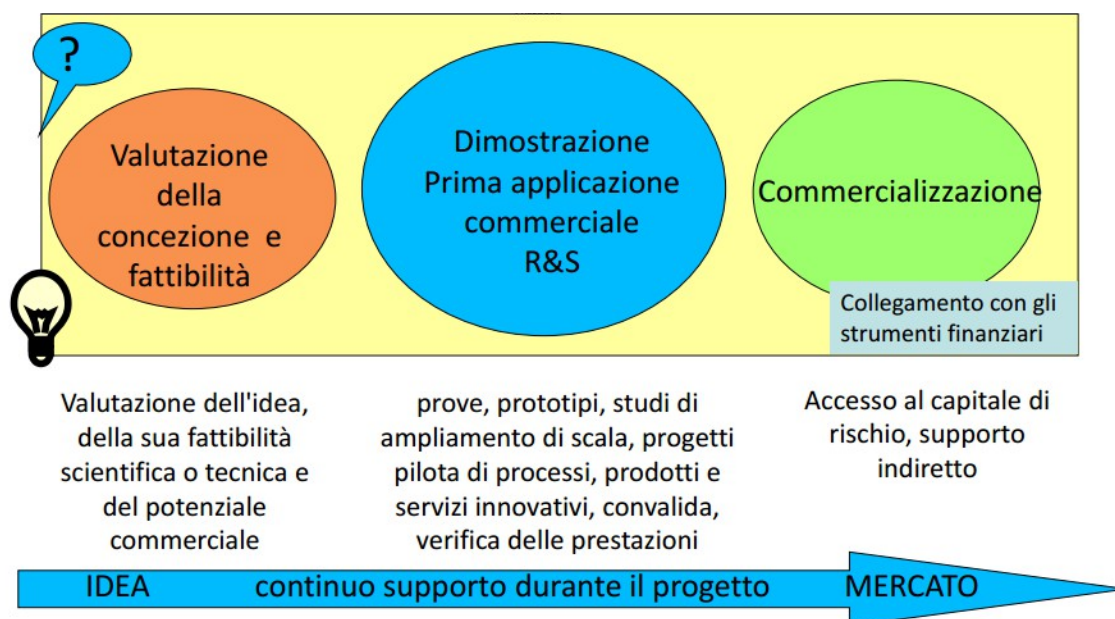 ?
Valutazione
della
concezione e
fattibilità
Dimostrazione
Prima applicazione
commerciale
R&S
Commercializzazione
Collegamento con gli
strumenti finanziari
Valutazione dell'idea,
della sua fattibilità
scientifica o tecnica e
del potenziale
commerciale
prove, prototipi, studi di
ampliamento di scala, progetti
pilota di processi, prodotti e
servizi innovativi, convalida,
verifica delle prestazioni
Accesso al capitale di
rischio, supporto
indiretto
IDEA continuo supporto durante il progetto MERCATO